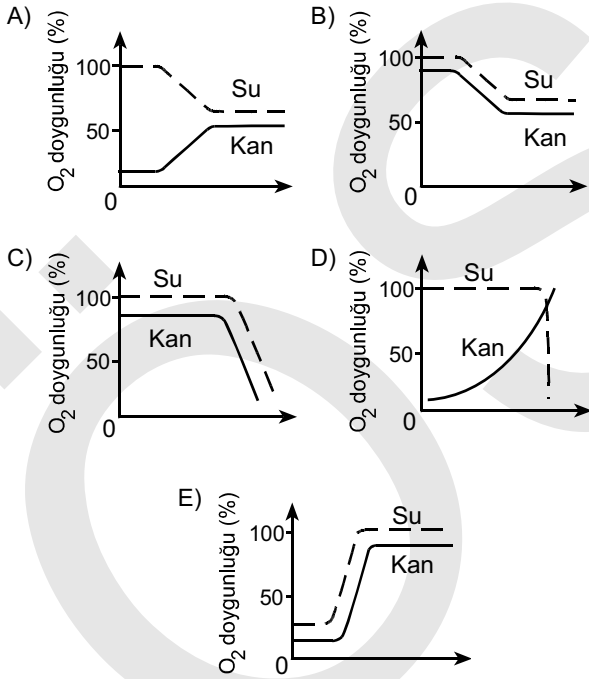 A)
O2 doygunluğu (%)
100
50
0
Su
Kan
B)
O2 doygunluğu (%)
100
50
0
Su
Kan
C)
O2 doygunluğu (%)
100
50
0
Su
Kan
D)
O2 doygunluğu (%)
100
50
0
Su
Kan
E)
O2 doygunluğu (%)
100
50
0
Su
Kan